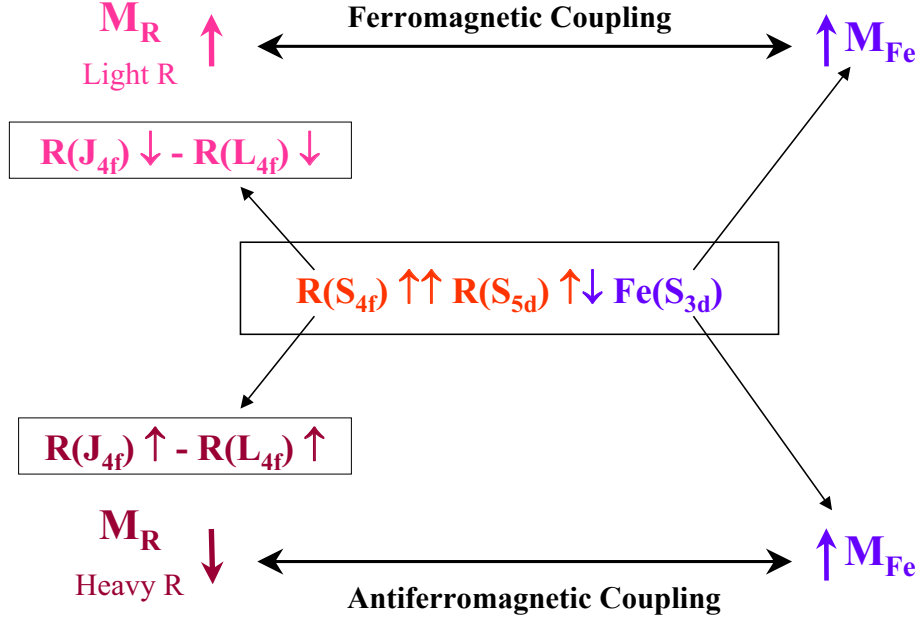 Ferromagnetic Coupling
M_R ↑ ↑ M_Fe
Light R
R(J_4f) ↓ - R(L_4f) ↓
R(S_4f) ↑↑ R(S_5d) ↑↓ Fe(S_3d)
R(J_4f) ↑ - R(L_4f) ↑
M_R ↓ ↑ M_Fe
Heavy R
Antiferromagnetic Coupling